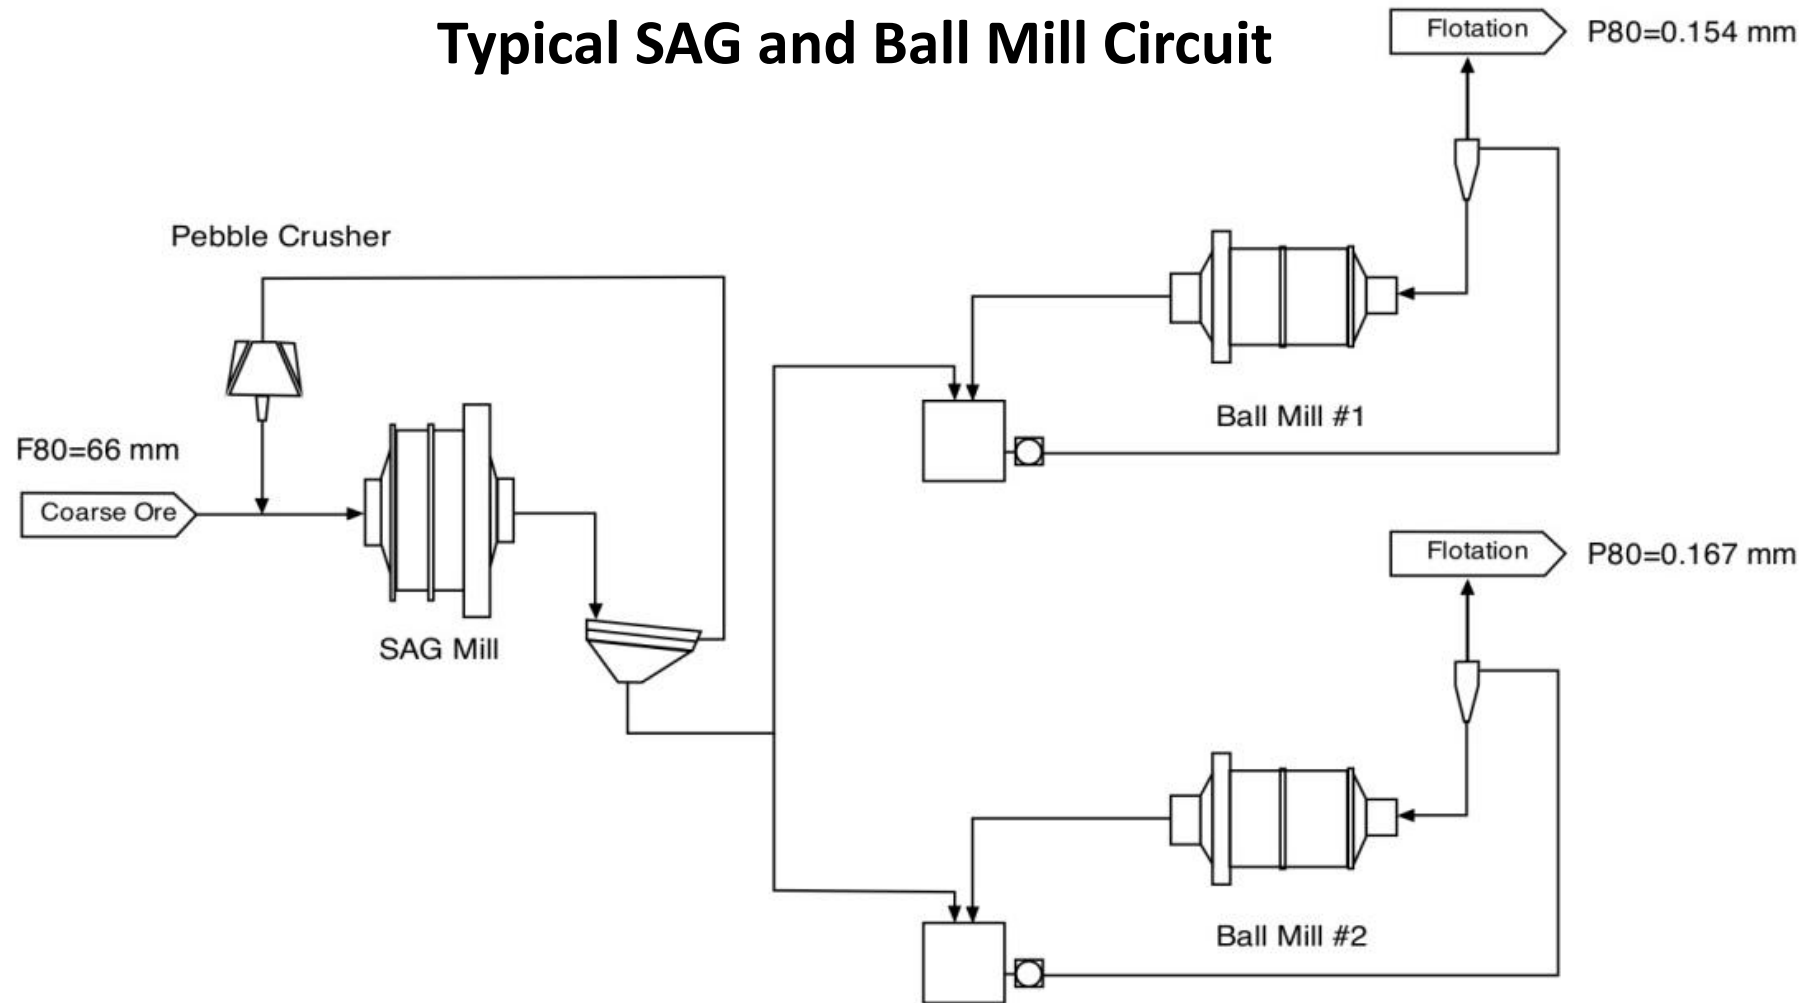 Typical SAG and Ball Mill Circuit
Flotation
P80=0.154 mm
Pebble Crusher
F80=66 mm
Coarse Ore
SAG Mill
Ball Mill #1
Flotation
P80=0.167 mm
Ball Mill #2